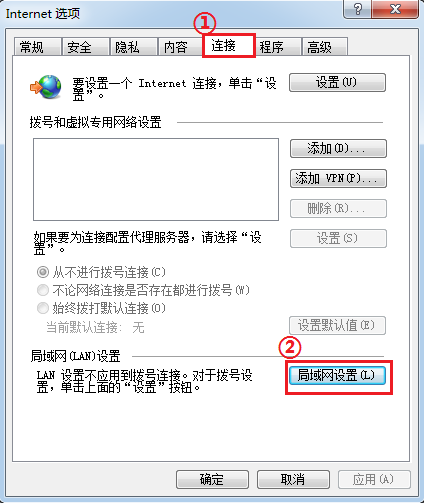 Internet 选项
①
常规 安全 隐私 内容 连接 程序 高级
要设置一个 Internet 连接，单击“设
置”。
设置(U)
拨号和虚拟专用网络设置
添加(D)...
添加 VPN(P)...
删除(R)...
如果要为连接配置代理服务器，请选择“设
置”。
设置(S)
从不进行拨号连接(C)
不论网络连接是否存在都进行拨号(W)
始终拨打默认连接(O)
当前默认连接: 无
设置默认值(E)
②
局域网(LAN)设置
LAN 设置不应用到拨号连接。对于拨号设
置，单击上面的“设置”按钮。
局域网设置(L)
确定 取消 应用(A)